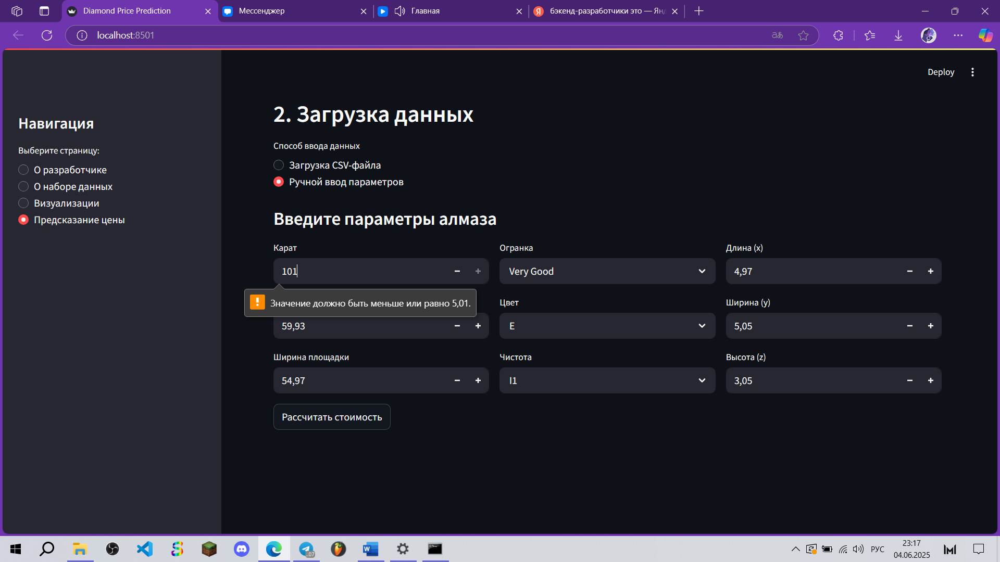 Diamond Price Prediction
Мессенджер
Главная
бэкенд-разработчики это — Янд
localhost:8501
Deploy
Навигация
Выберите страницу:
О разработчике
О наборе данных
Визуализации
Предсказание цены
2. Загрузка данных
Способ ввода данных
Загрузка CSV-файла
Ручной ввод параметров
Введите параметры алмаза
Карат
Огранка
Длина (x)
101
Very Good
4,97
Значение должно быть меньше или равно 5,01.
Цвет
Ширина (y)
59,93
E
5,05
Ширина площадки
Чистота
Высота (z)
54,97
I1
3,05
Рассчитать стоимость
..07
РУС
23:17
04.06.2025